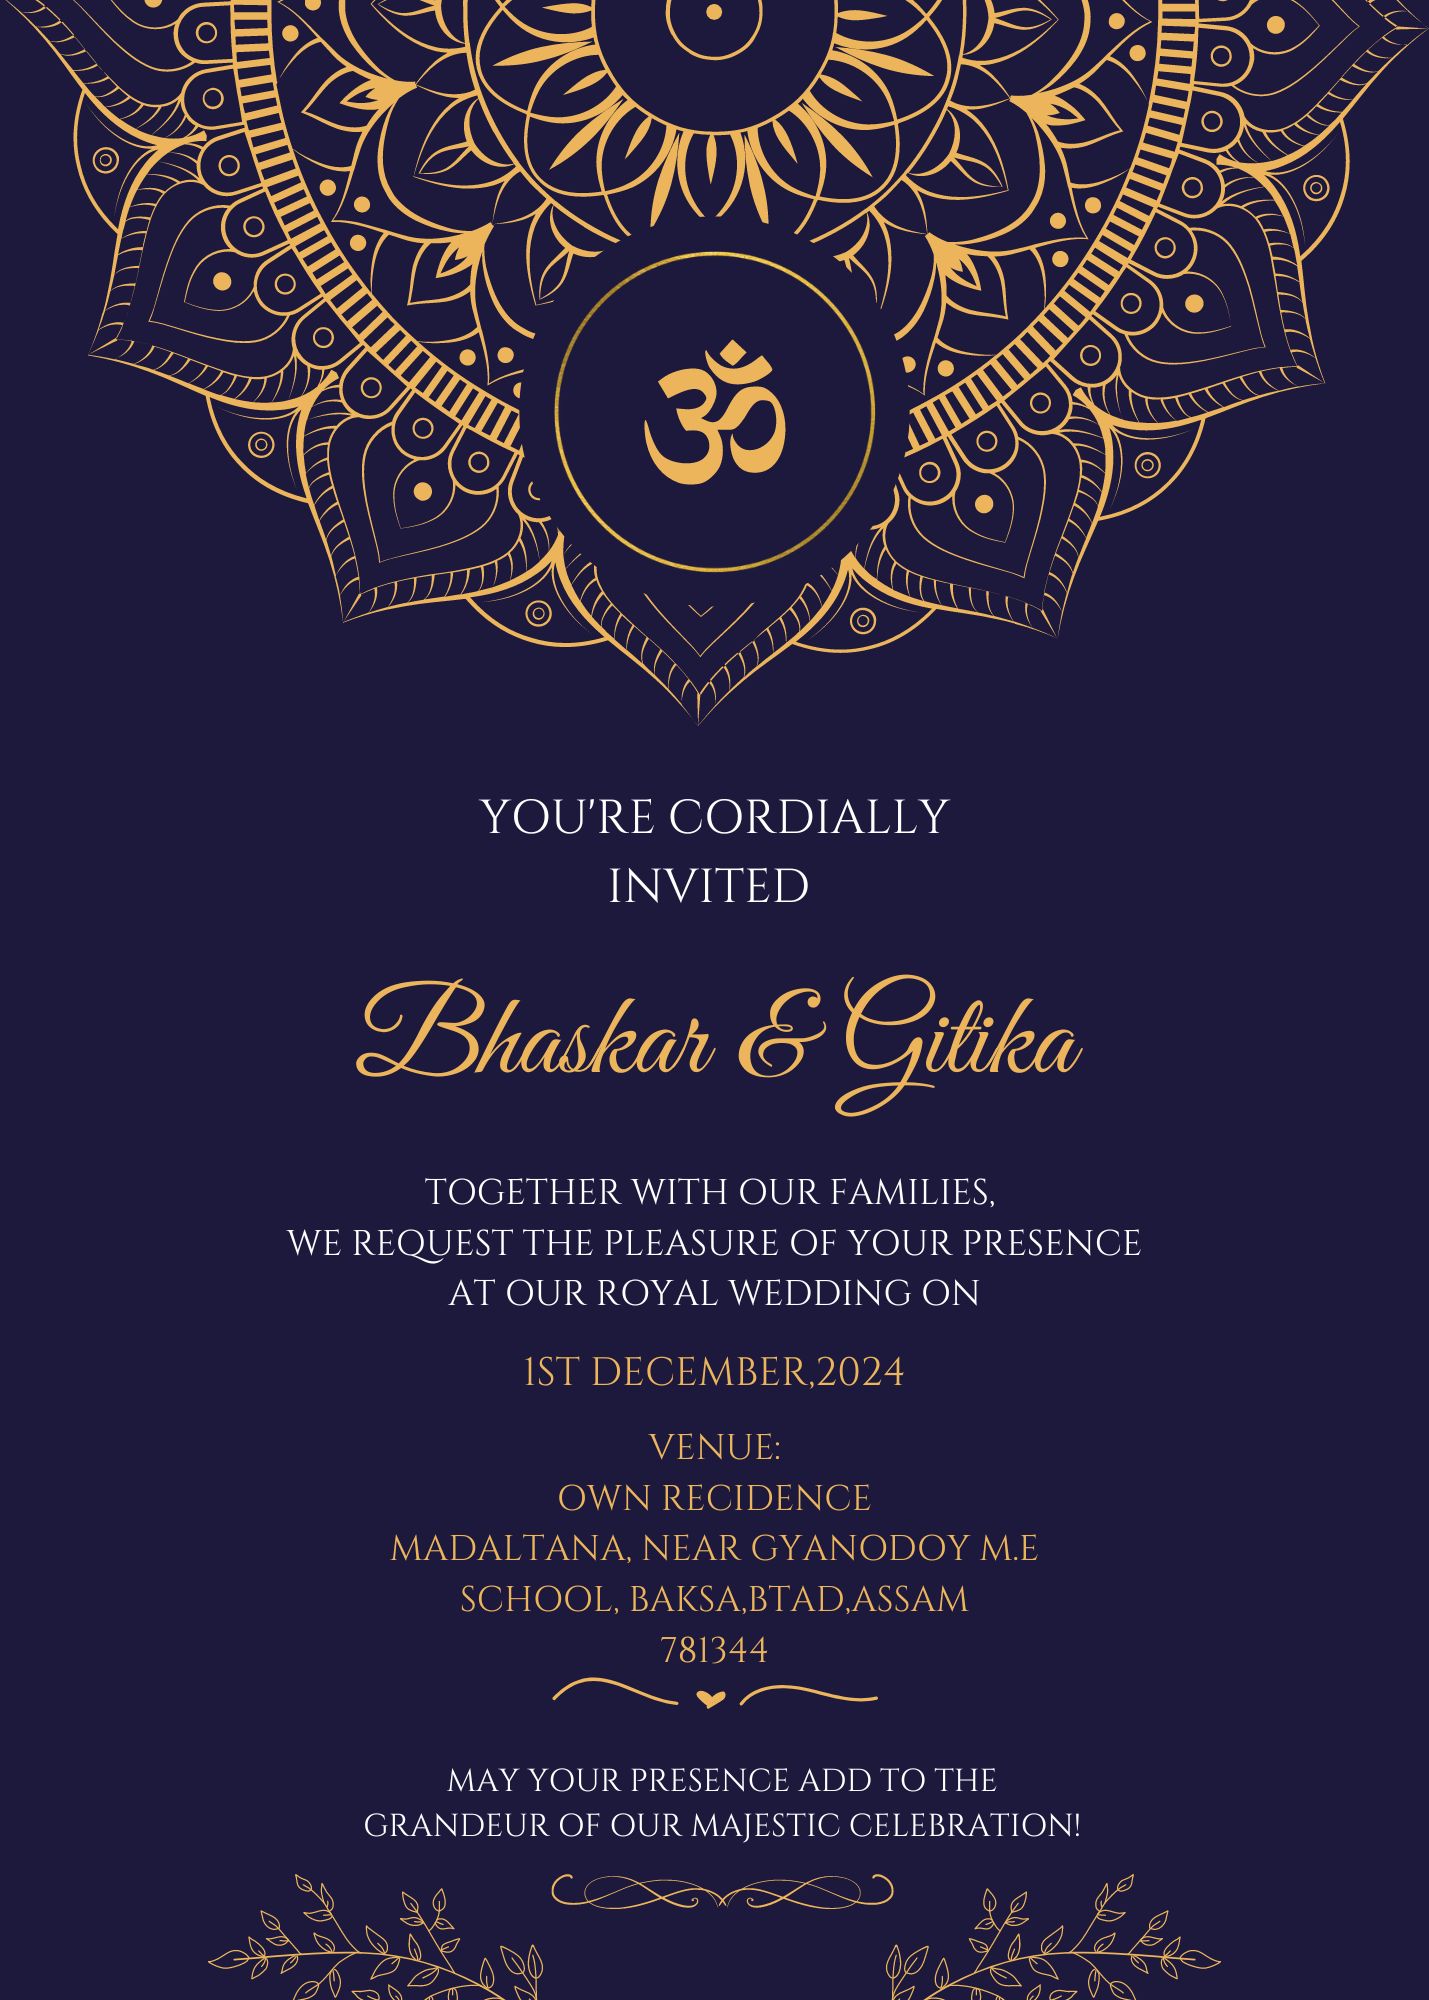 ॐ
YOU'RE CORDIALLY
INVITED
Bhaskar & Gitika
TOGETHER WITH OUR FAMILIES,
WE REQUEST THE PLEASURE OF YOUR PRESENCE
AT OUR ROYAL WEDDING ON
1ST DECEMBER,2024
VENUE:
OWN RECIDENCE
MADALTANA, NEAR GYANODOY M.E
SCHOOL, BAKSA,BTAD,ASSAM
781344
MAY YOUR PRESENCE ADD TO THE
GRANDEUR OF OUR MAJESTIC CELEBRATION!